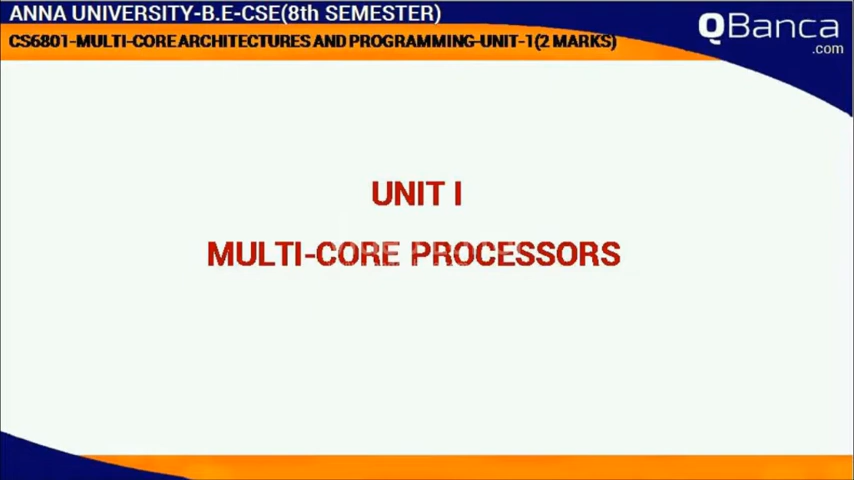 ANNA UNIVERSITY-B.E-CSE(8th SEMESTER)
CS6801-MULTI-CORE ARCHITECTURES AND PROGRAMMING-UNIT-1(2 MARKS)
QBanca
.com
UNIT I
MULTI-CORE PROCESSORS